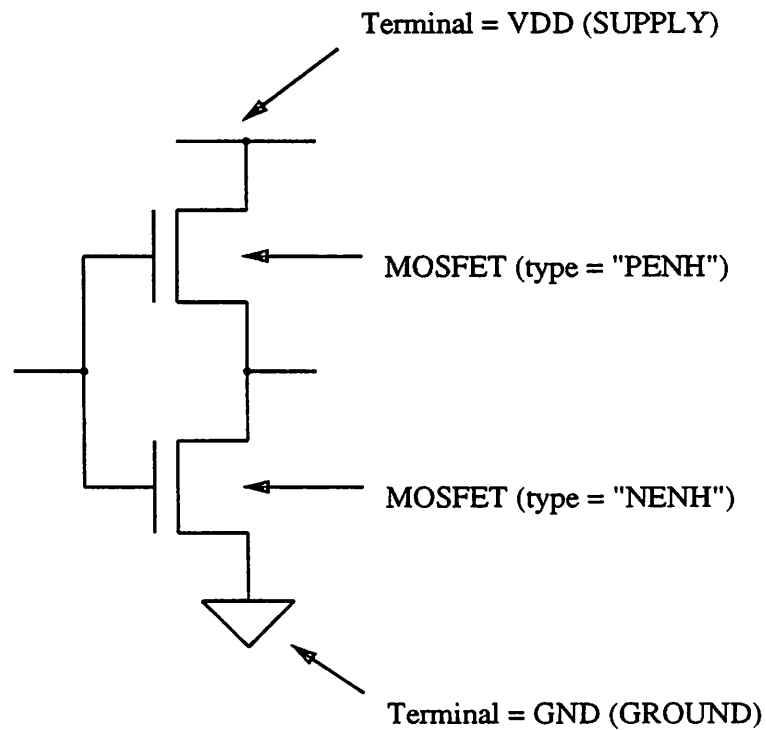 Terminal = VDD (SUPPLY)
MOSFET (type = "PENH")
MOSFET (type = "NENH")
Terminal = GND (GROUND)